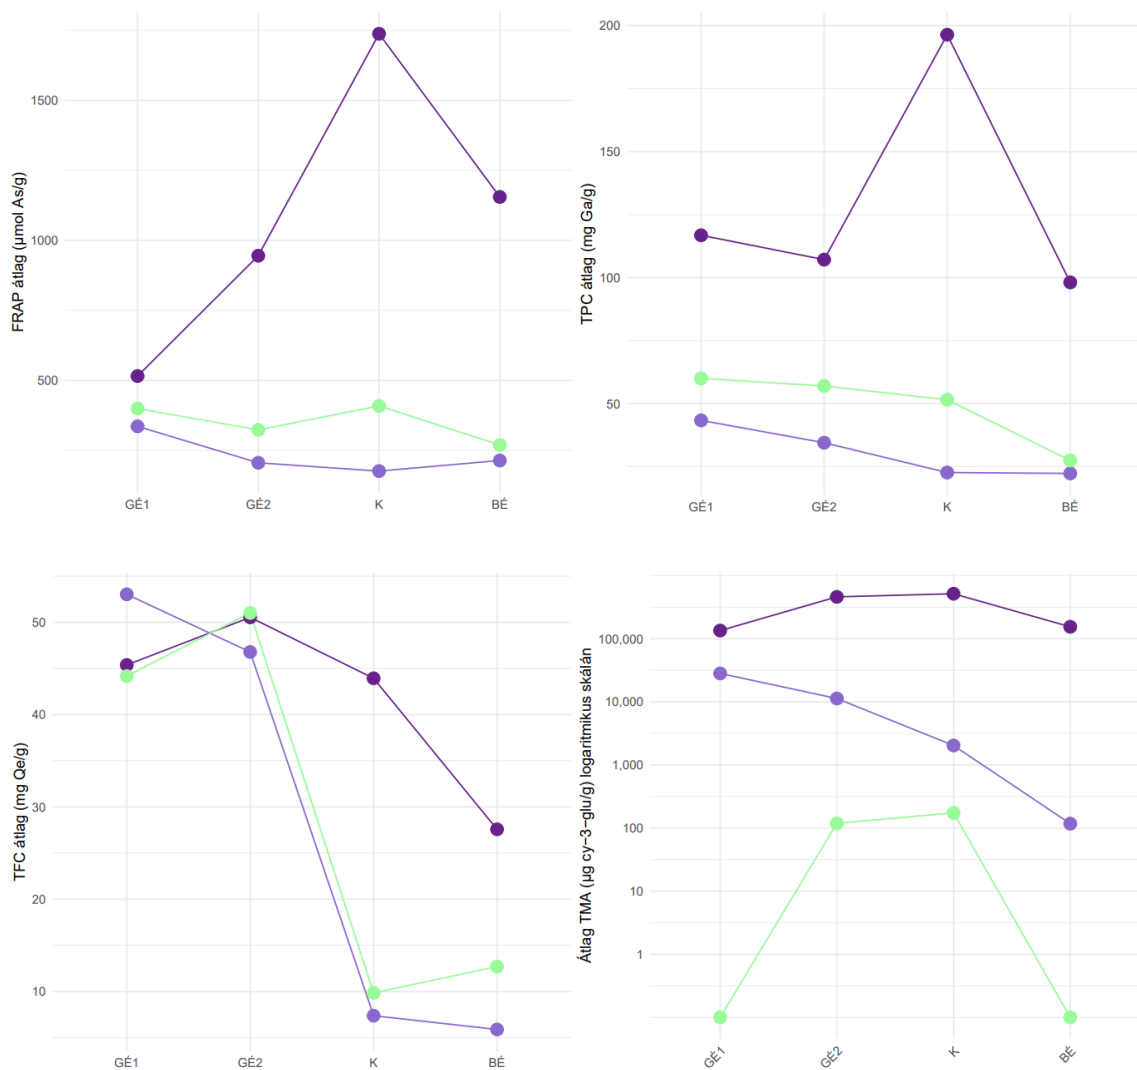 FRAP átlag (µmol As/g)
1500
1000
500
GÉ1 GÉ2 K BÉ
TPC átlag (mg Ga/g)
200
150
100
50
GÉ1 GÉ2 K BÉ
TFC átlag (mg Qe/g)
50
40
30
20
10
GÉ1 GÉ2 K BÉ
Átlag TMA (µg cy−3−glu/g) logaritmikus skálán
100,000
10,000
1,000
100
10
1
GÉ1 GÉ2 K BÉ